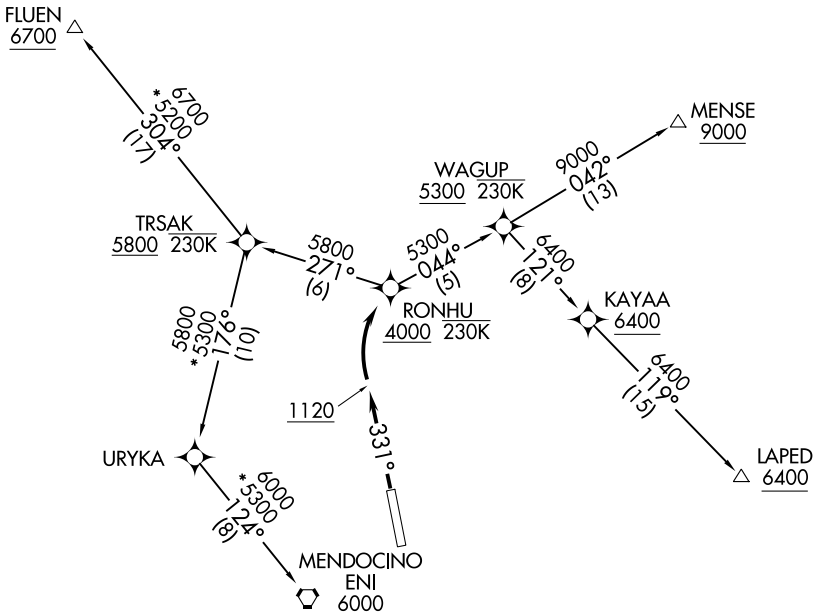 FLUEN
6700
6700
*5200
304°
(17)
MENSE
9000
9000
042°
(13)
WAGUP
5300 230K
TRSAK
5800 230K
5800
271°
(6)
5300
044°
(5)
6400
121°
(8)
KAYAA
6400
RONHU
4000 230K
5800
*5300
176°
(10)
6400
119°
(15)
1120
331°
URYKA
LAPED
6400
6000
*5300
124°
(8)
MENDOCINO
ENI
6000